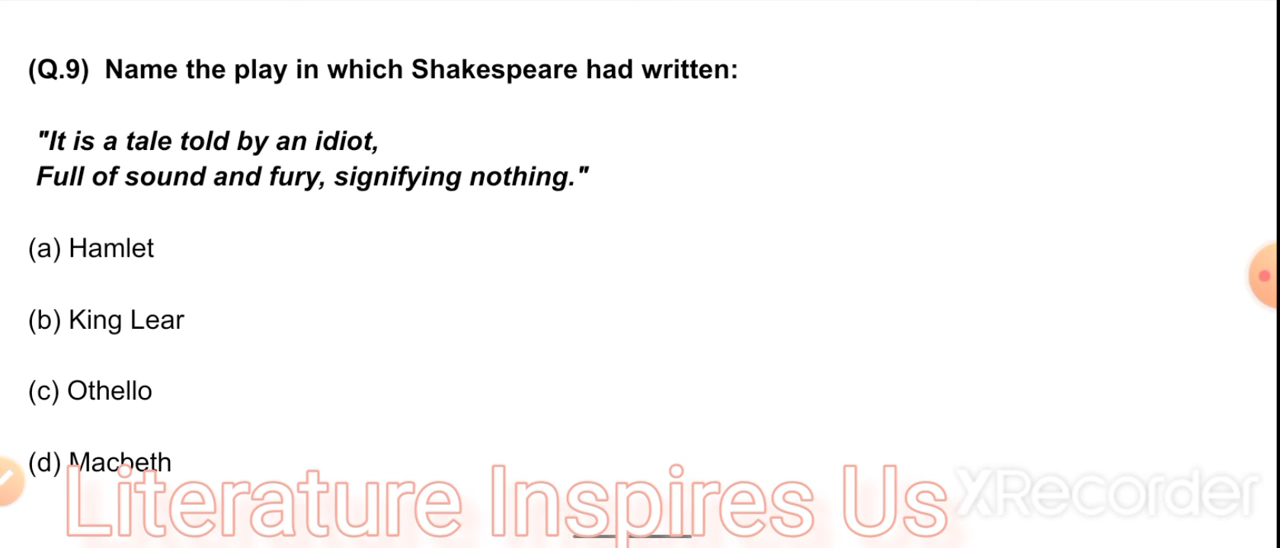 (Q.9) Name the play in which Shakespeare had written:
"It is a tale told by an idiot,
Full of sound and fury, signifying nothing."
(a) Hamlet
(b) King Lear
(c) Othello
(d) Macbeth
Literature Inspires Us
XRecorder